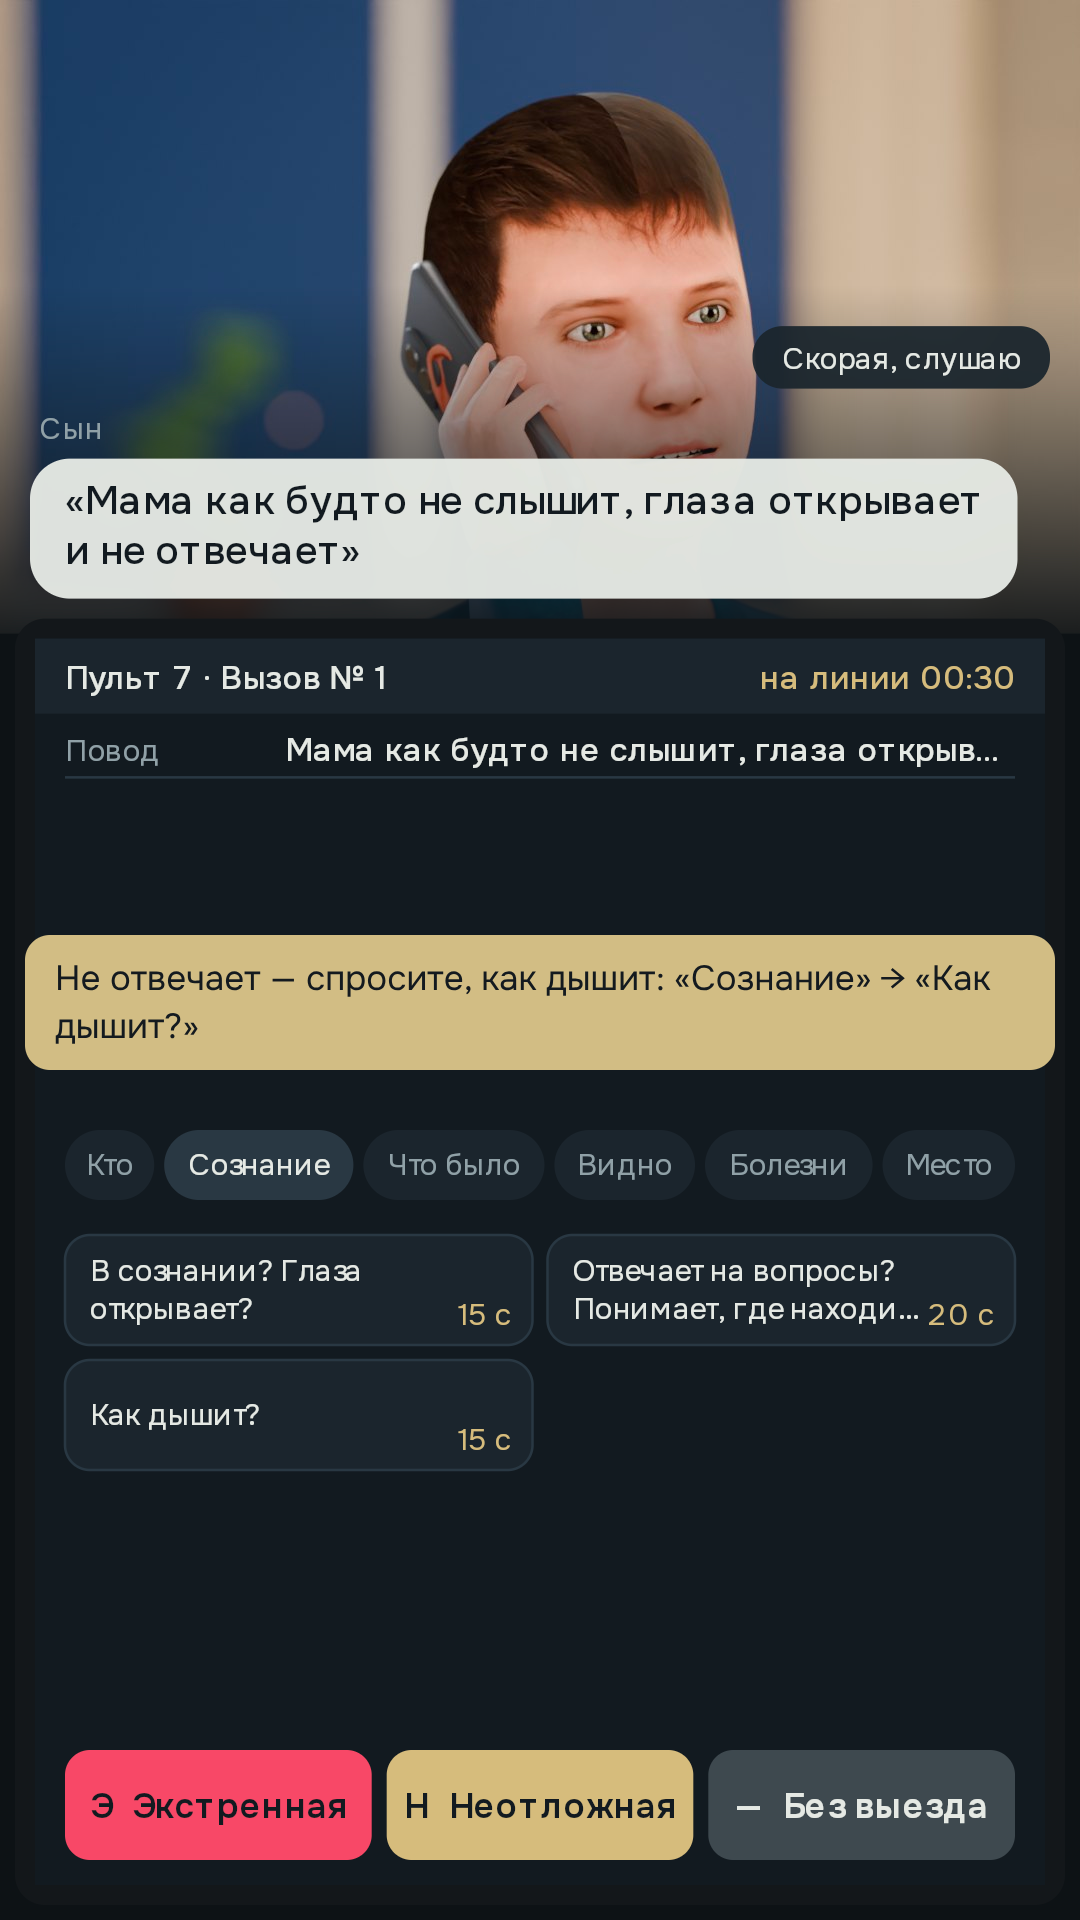 Скорая, слушаю
Сын
«Мама как будто не слышит, глаза открывает
и не отвечает»
Пульт 7 · Вызов № 1
на линии 00:30
Повод
Мама как будто не слышит, глаза открыв...
Не отвечает — спросите, как дышит: «Сознание» → «Как
дышит?»
Кто
Сознание
Что было
Видно
Болезни
Место
В сознании? Глаза
открывает?
15 с
Отвечает на вопросы?
Понимает, где находи...
20 с
Как дышит?
15 с
Э Экстренная
Н Неотложная
— Без выезда